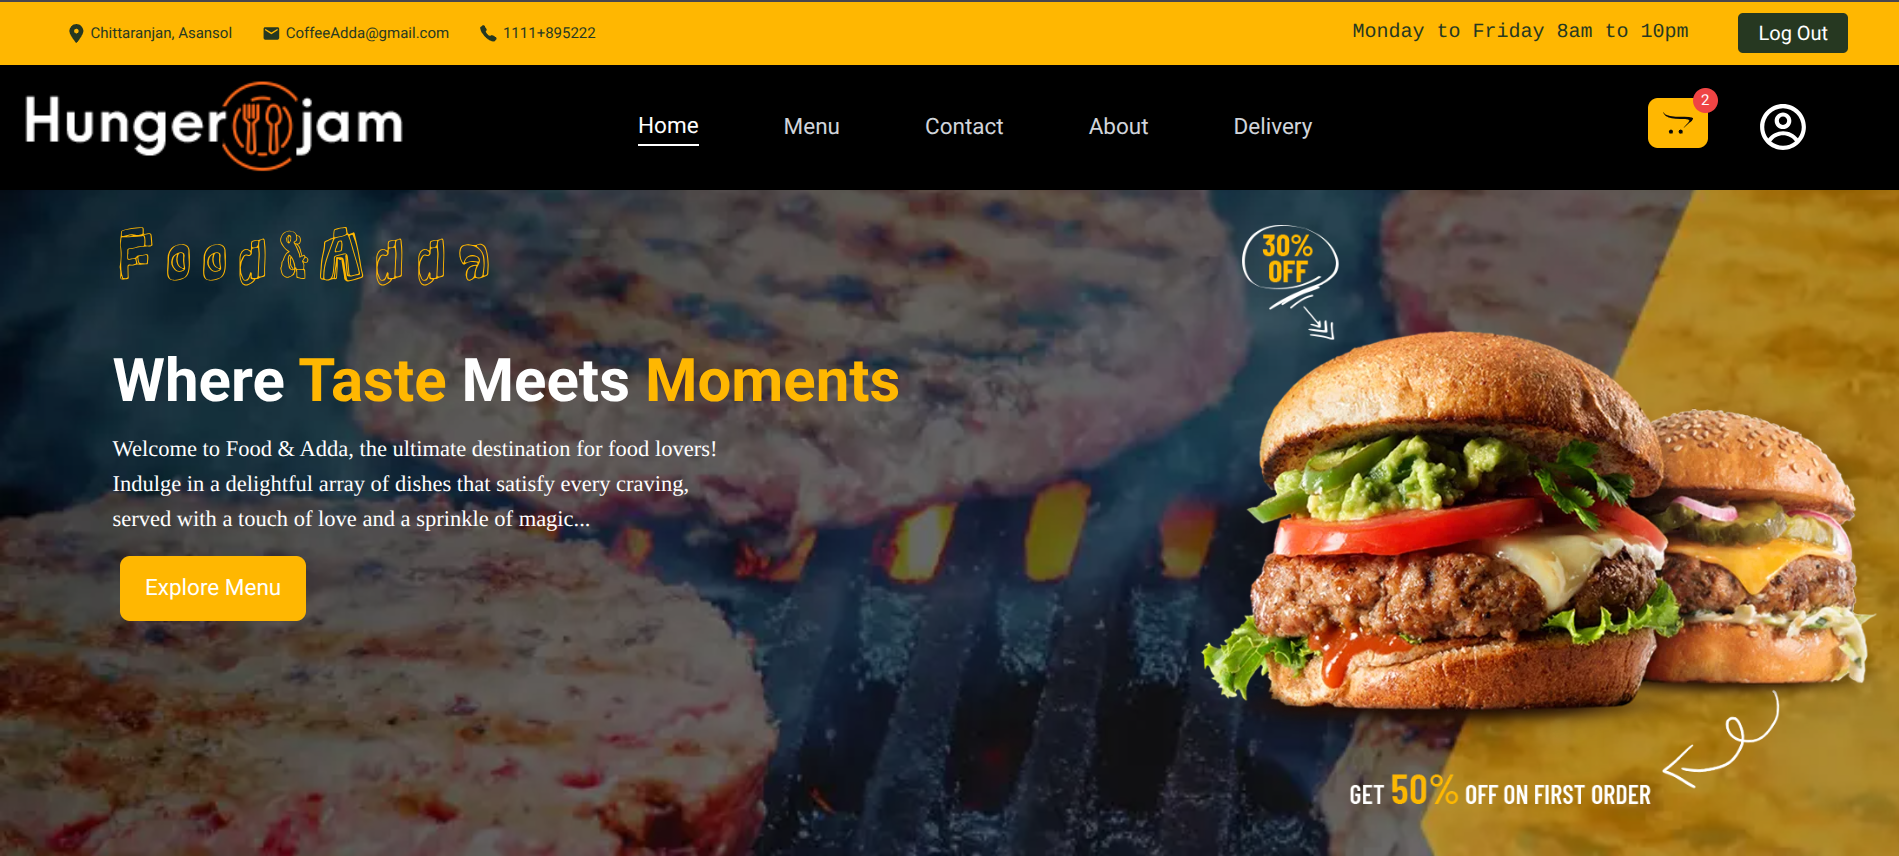 Chittaranjan, Asansol CoffeeAdda@gmail.com 1111+895222 Monday to Friday 8am to 10pm Log Out
Hunger jam Home Menu Contact About Delivery 2
Food&Adda
30%
OFF
Where Taste Meets Moments
Welcome to Food & Adda, the ultimate destination for food lovers!
Indulge in a delightful array of dishes that satisfy every craving,
served with a touch of love and a sprinkle of magic...
Explore Menu
GET 50% OFF ON FIRST ORDER